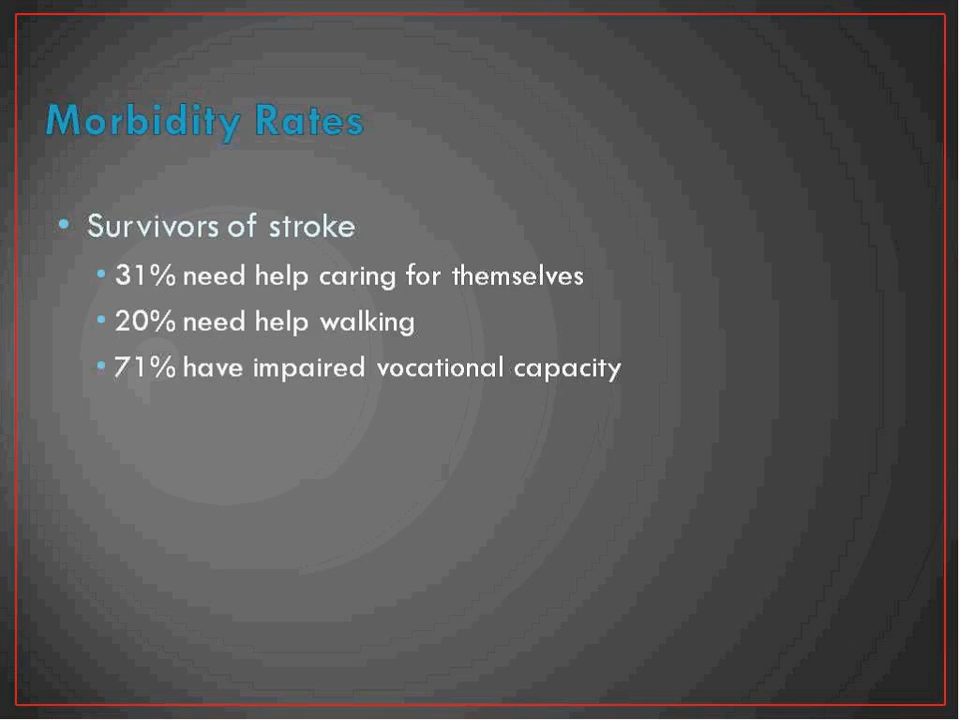 Morbidity Rates
• Survivors of stroke
• 31% need help caring for themselves
• 20% need help walking
• 71% have impaired vocational capacity